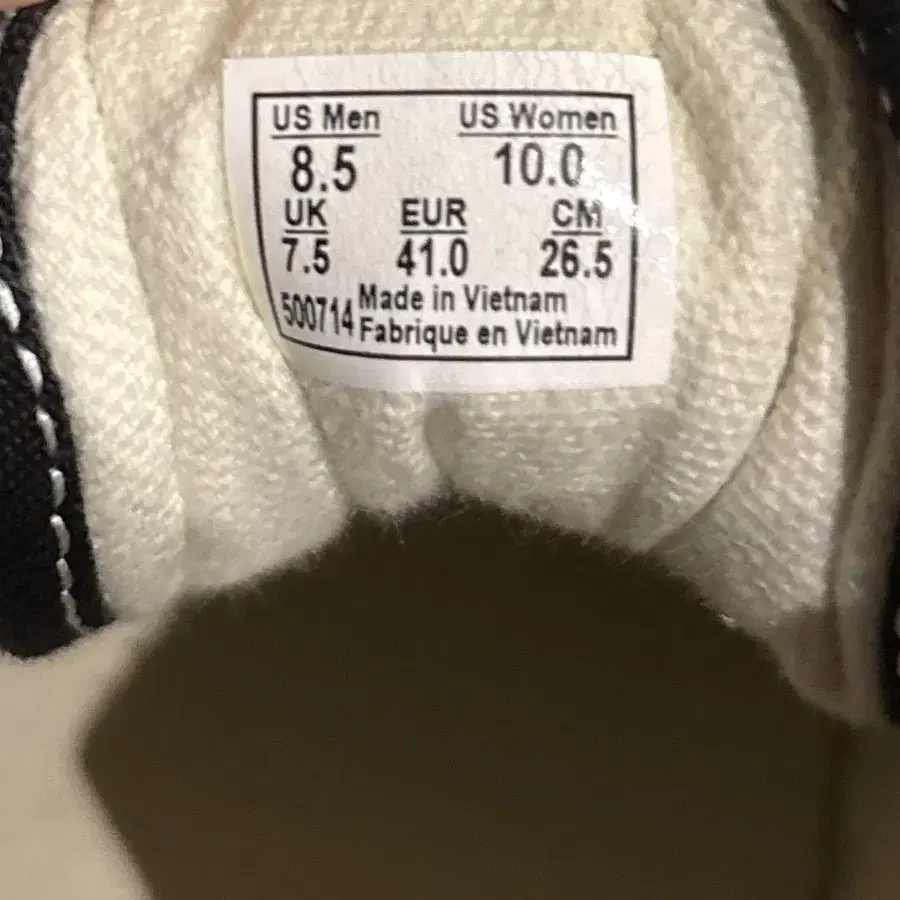 US Men US Women
8.5 10.0
UK EUR CM
7.5 41.0 26.5
500714 Made in Vietnam
Fabrique en Vietnam